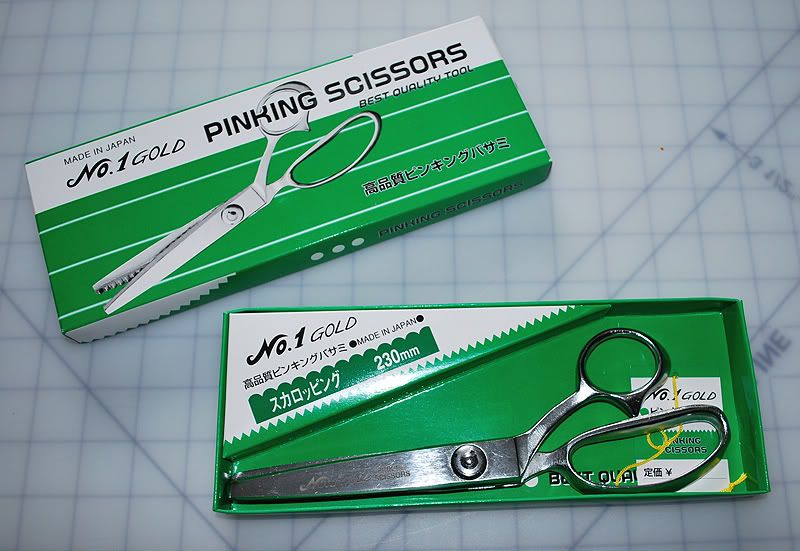 PINKING SCISSORS
BEST QUALITY TOOL
MADE IN JAPAN
No.1 GOLD
高品質ピンキングバサミ
PINKING SCISSORS
No.1 GOLD
高品質ピンキングバサミ ●MADE IN JAPAN●
スカロッピング 230mm
No.1 GOLD
PINKING
SCISSORS
SCISSORS
BEST QUAL
定価 ¥